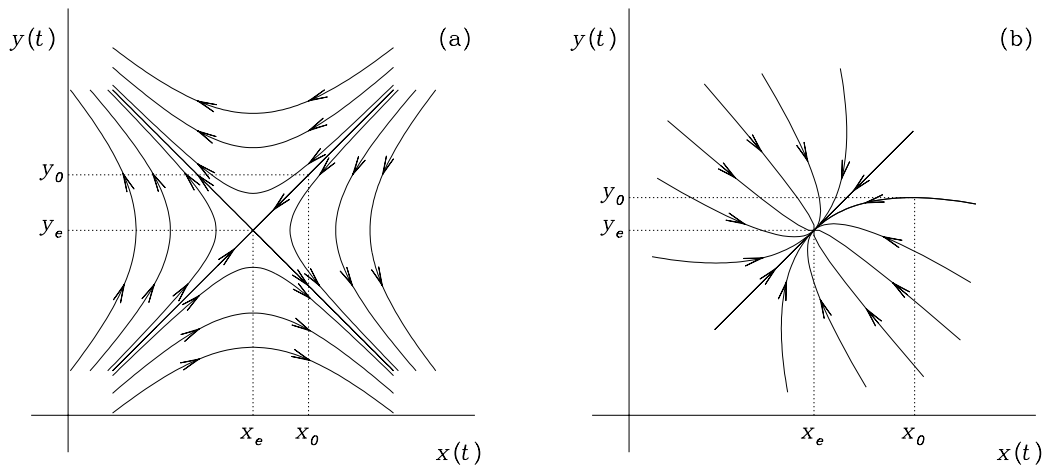 y(t)
(a)
y₀
yₑ
xₑ
x₀
x(t)
y(t)
(b)
y₀
yₑ
xₑ
x₀
x(t)